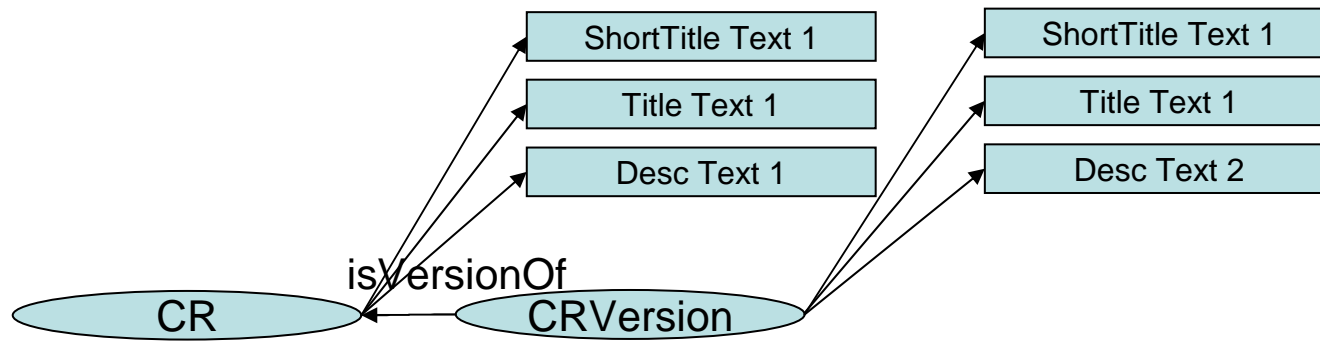 ShortTitle Text 1
Title Text 1
Desc Text 1
ShortTitle Text 1
Title Text 1
Desc Text 2
isVersionOf
CR
CRVersion